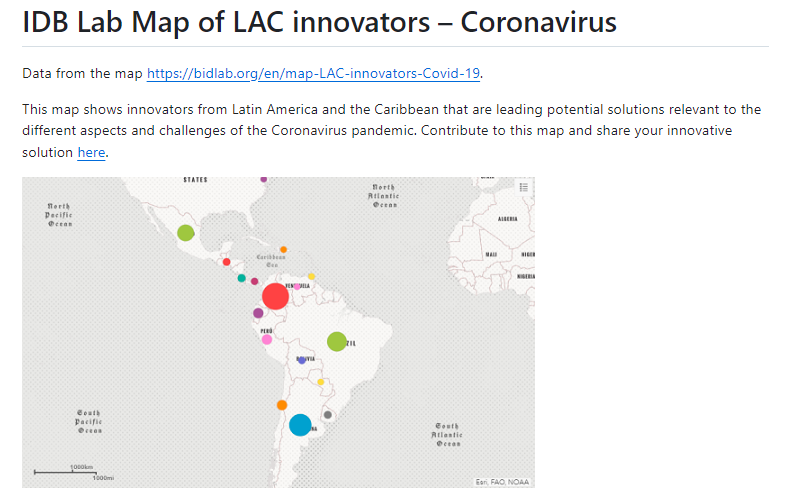 IDB Lab Map of LAC innovators – Coronavirus
Data from the map https://bidlab.org/en/map-LAC-innovators-Covid-19.
This map shows innovators from Latin America and the Caribbean that are leading potential solutions relevant to the
different aspects and challenges of the Coronavirus pandemic. Contribute to this map and share your innovative
solution here.
STATES
North
Pacific
Ocean
North
Atlantic
Ocean
ALGERIA
MALI
NIGER
NIGERIA
Caribbean
Sea
PERÚ
South
Pacific
Ocean
South
Atlantic
Ocean
1000km
1000mi
Esri, FAO, NOAA